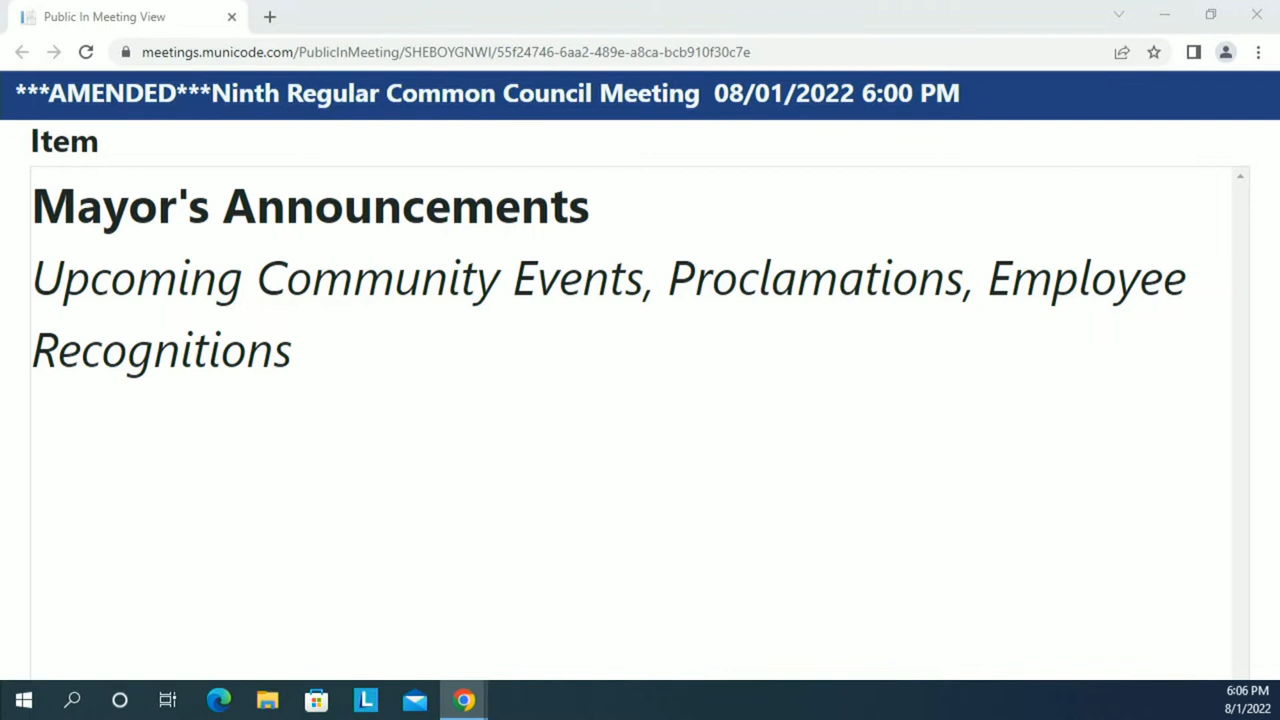 Public In Meeting View
meetings.municode.com/PublicInMeeting/SHEBOYGNWI/55f24746-6aa2-489e-a8ca-bcb910f30c7e
***AMENDED***Ninth Regular Common Council Meeting 08/01/2022 6:00 PM
Item
Mayor's Announcements
Upcoming Community Events, Proclamations, Employee
Recognitions
L
6:06 PM
8/1/2022